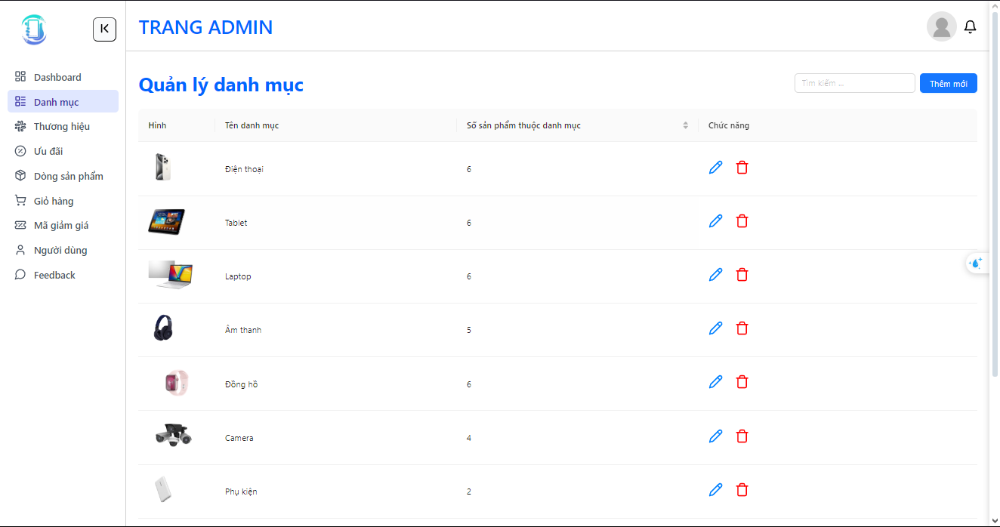 TRANG ADMIN
Dashboard
Danh mục
Thương hiệu
Ưu đãi
Dòng sản phẩm
Giỏ hàng
Mã giảm giá
Người dùng
Feedback
Quản lý danh mục
Tìm kiếm ...
Thêm mới
Hình Tên danh mục Số sản phẩm thuộc danh mục Chức năng
Điện thoại 6
Tablet 6
Laptop 6
Âm thanh 5
Đồng hồ 6
Camera 4
Phụ kiện 2